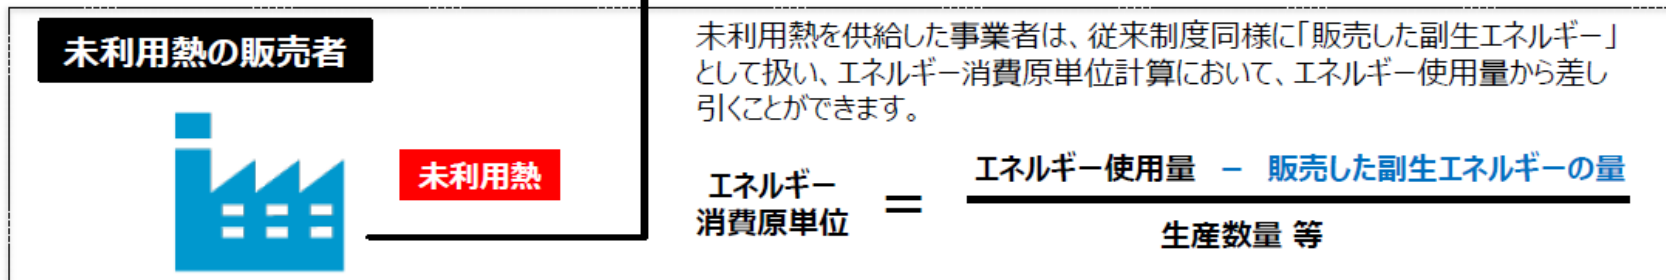 未利用熱の販売者
未利用熱
未利用熱を供給した事業者は、従来制度同様に「販売した副生エネルギー」
として扱い、エネルギー消費原単位計算において、エネルギー使用量から差し
引くことができます。
エネルギー
消費原単位
＝
エネルギー使用量 － 販売した副生エネルギーの量
生産数量 等